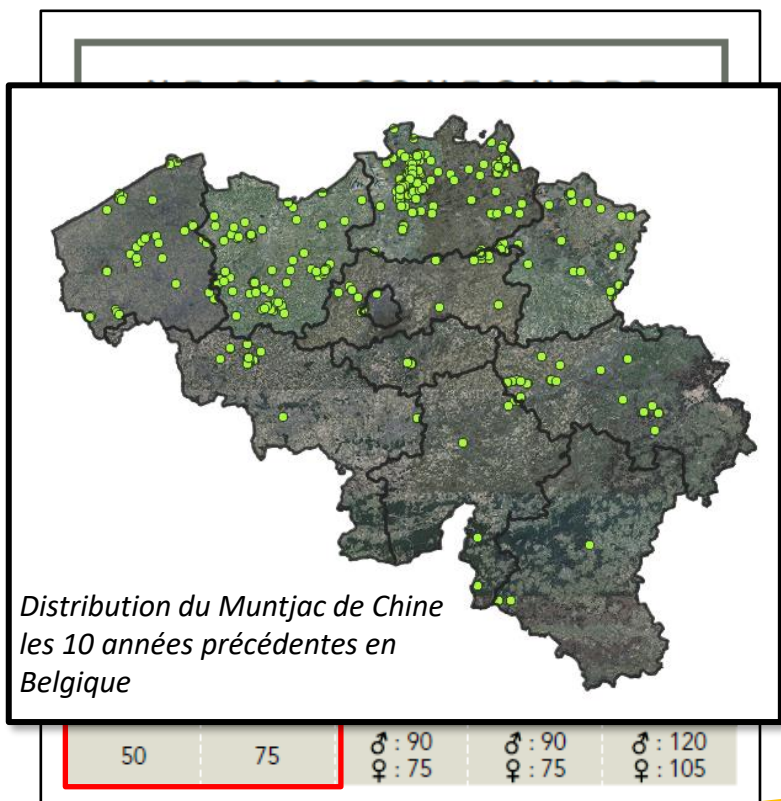 Distribution du Muntjac de Chine
les 10 années précédentes en
Belgique
50 75 ♂ : 90 ♂ : 90 ♂ : 120
♀ : 75 ♀ : 75 ♀ : 105